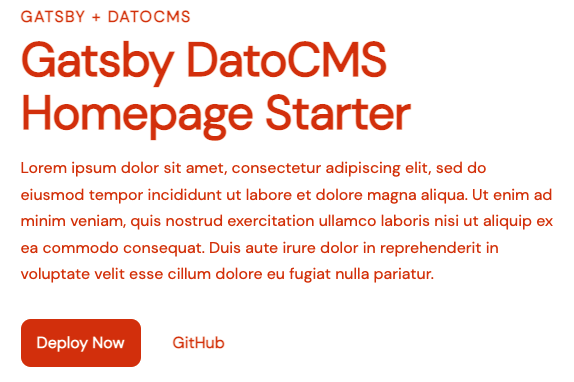 GATSBY + DATOCMS
Gatsby DatoCMS
Homepage Starter
Lorem ipsum dolor sit amet, consectetur adipiscing elit, sed do
eiusmod tempor incididunt ut labore et dolore magna aliqua. Ut enim ad
minim veniam, quis nostrud exercitation ullamco laboris nisi ut aliquip ex
ea commodo consequat. Duis aute irure dolor in reprehenderit in
voluptate velit esse cillum dolore eu fugiat nulla pariatur.
Deploy Now GitHub